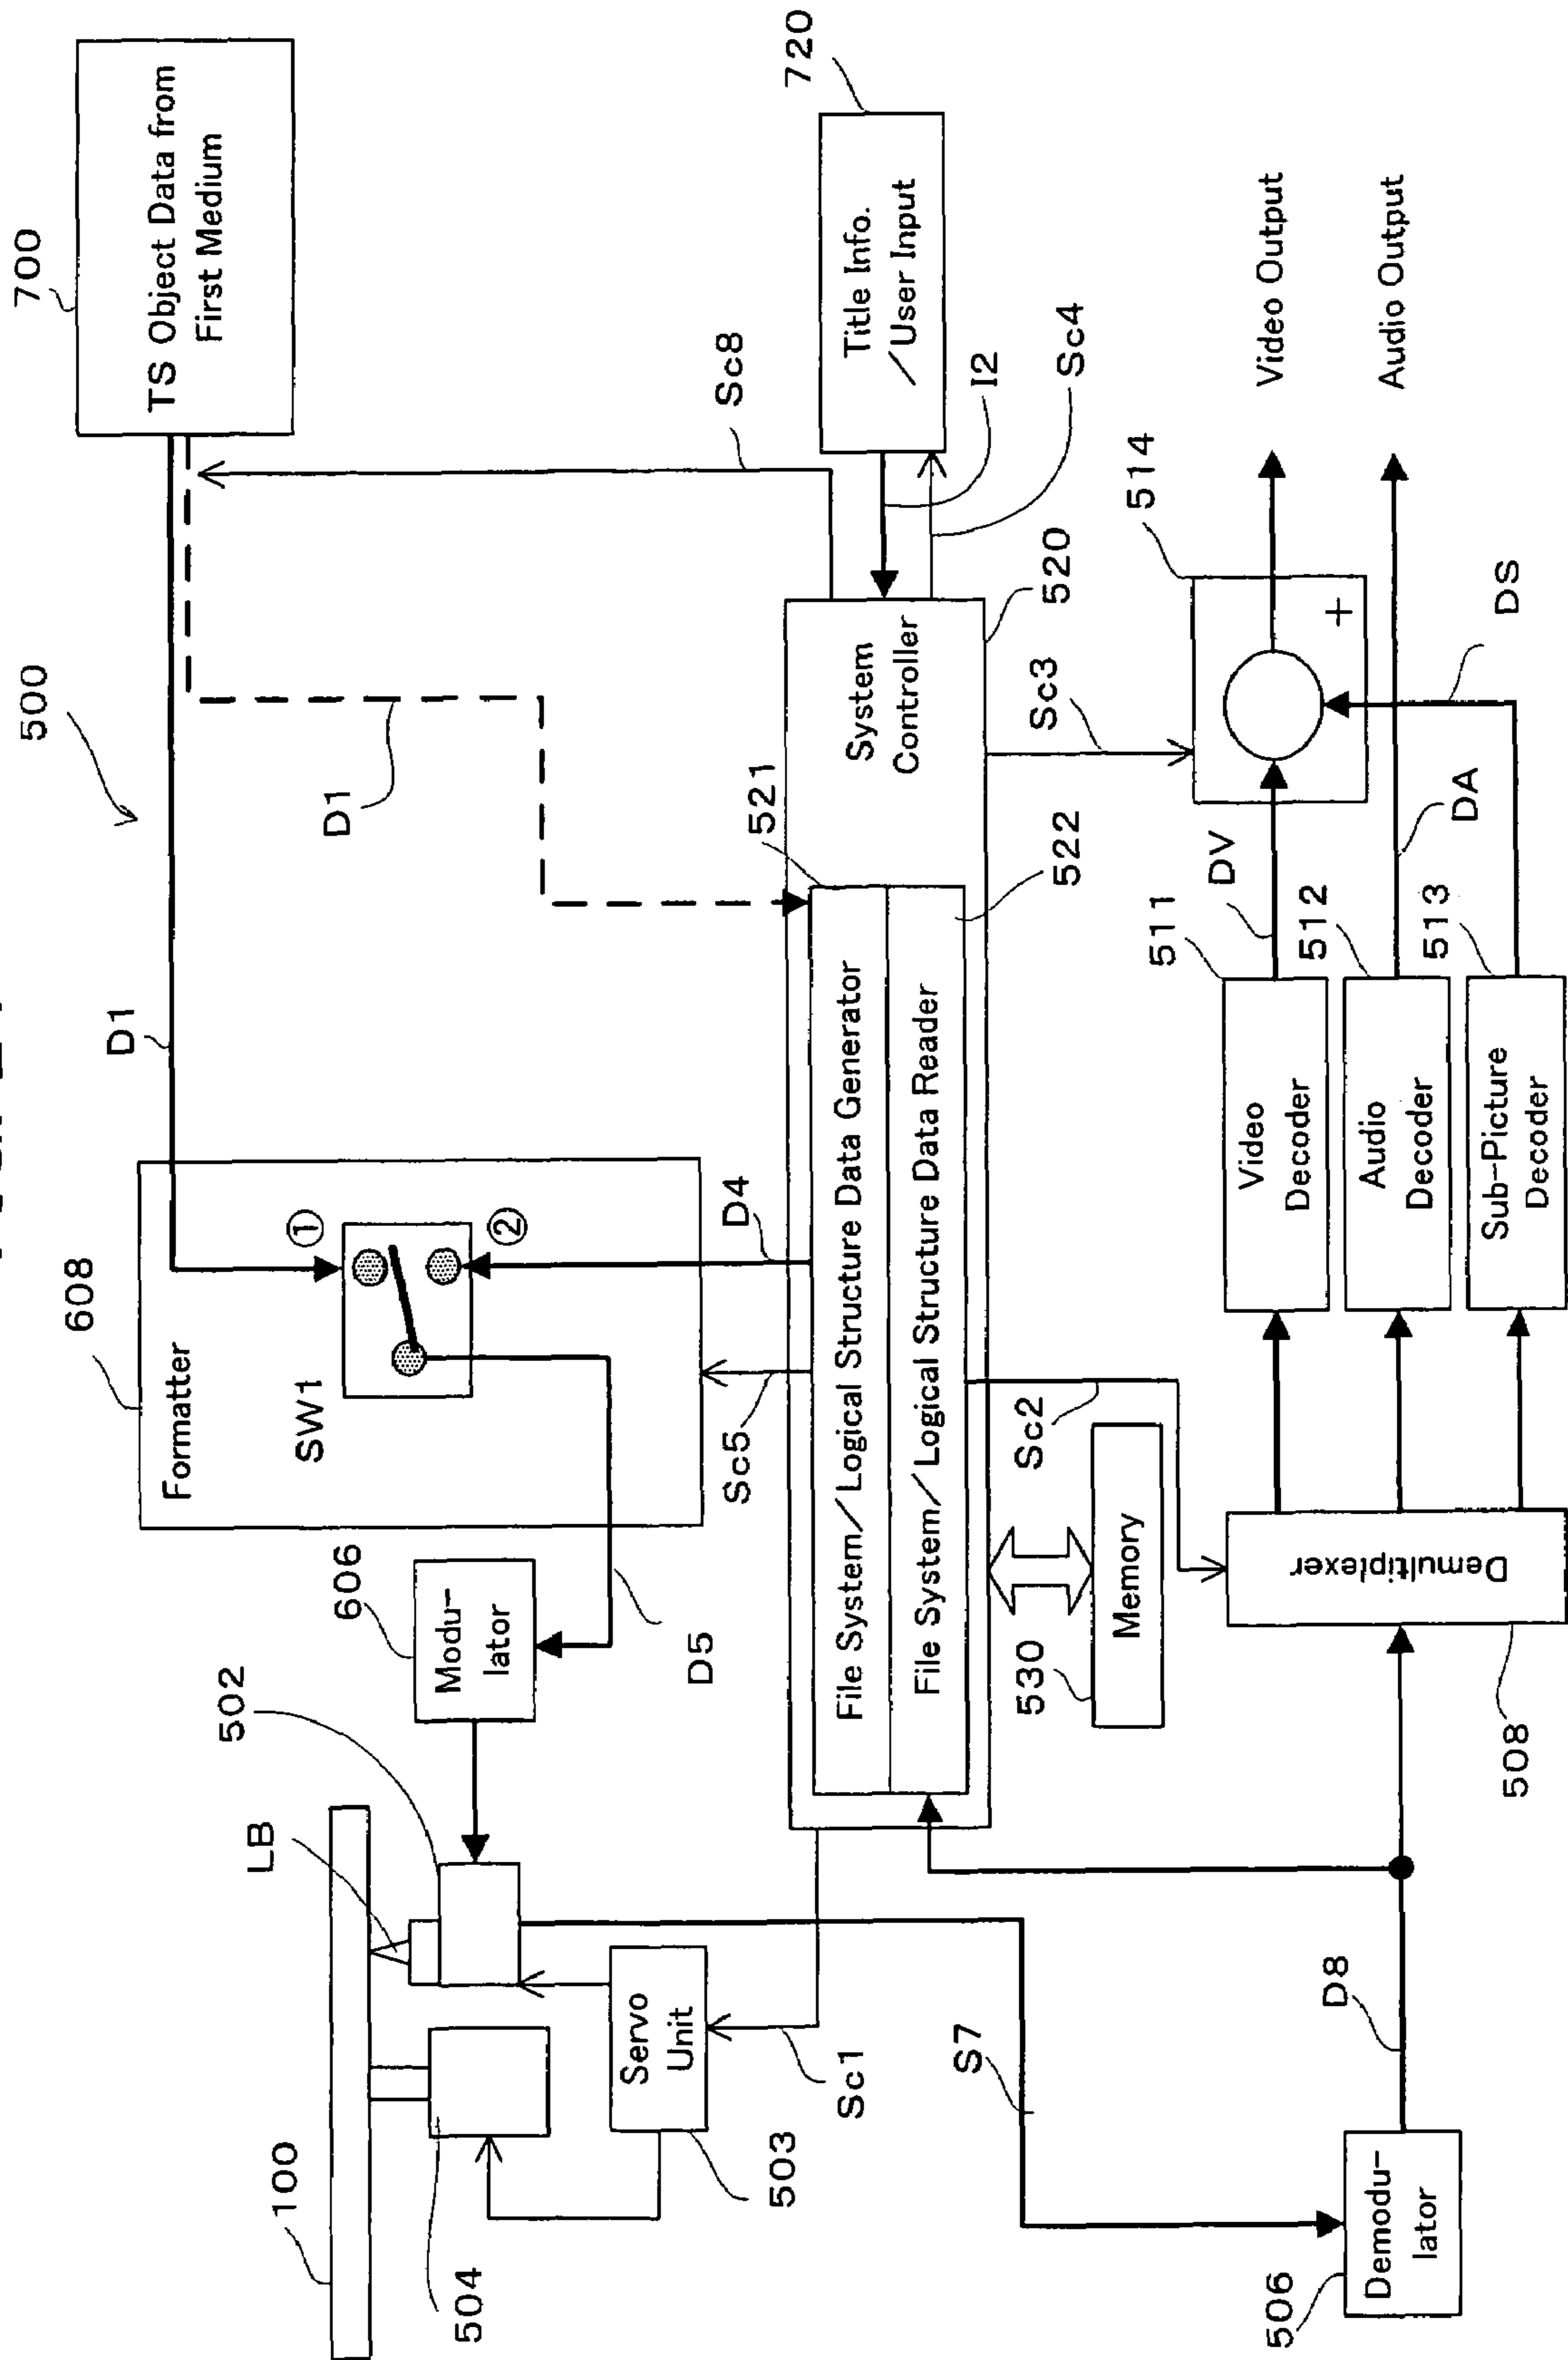 500
100
504
LB
502
Servo
Unit
503
Sc1
S7
506
Demodu-
lator
D8
606
Modu-
lator
D5
608
Formatter
SW1
①
②
D1
D4
Sc5
700
TS Object Data from
First Medium
D1
Sc8
720
Title Info.
/User Input
I2
Sc4
System
Controller
520
521
File System/Logical Structure Data Generator
File System/Logical Structure Data Reader
522
Sc2
Sc3
530
Memory
Demultiplexer
508
511
Video
Decoder
512
Audio
Decoder
513
Sub-Picture
Decoder
DV
DA
DS
514
+
Video Output
Audio Output